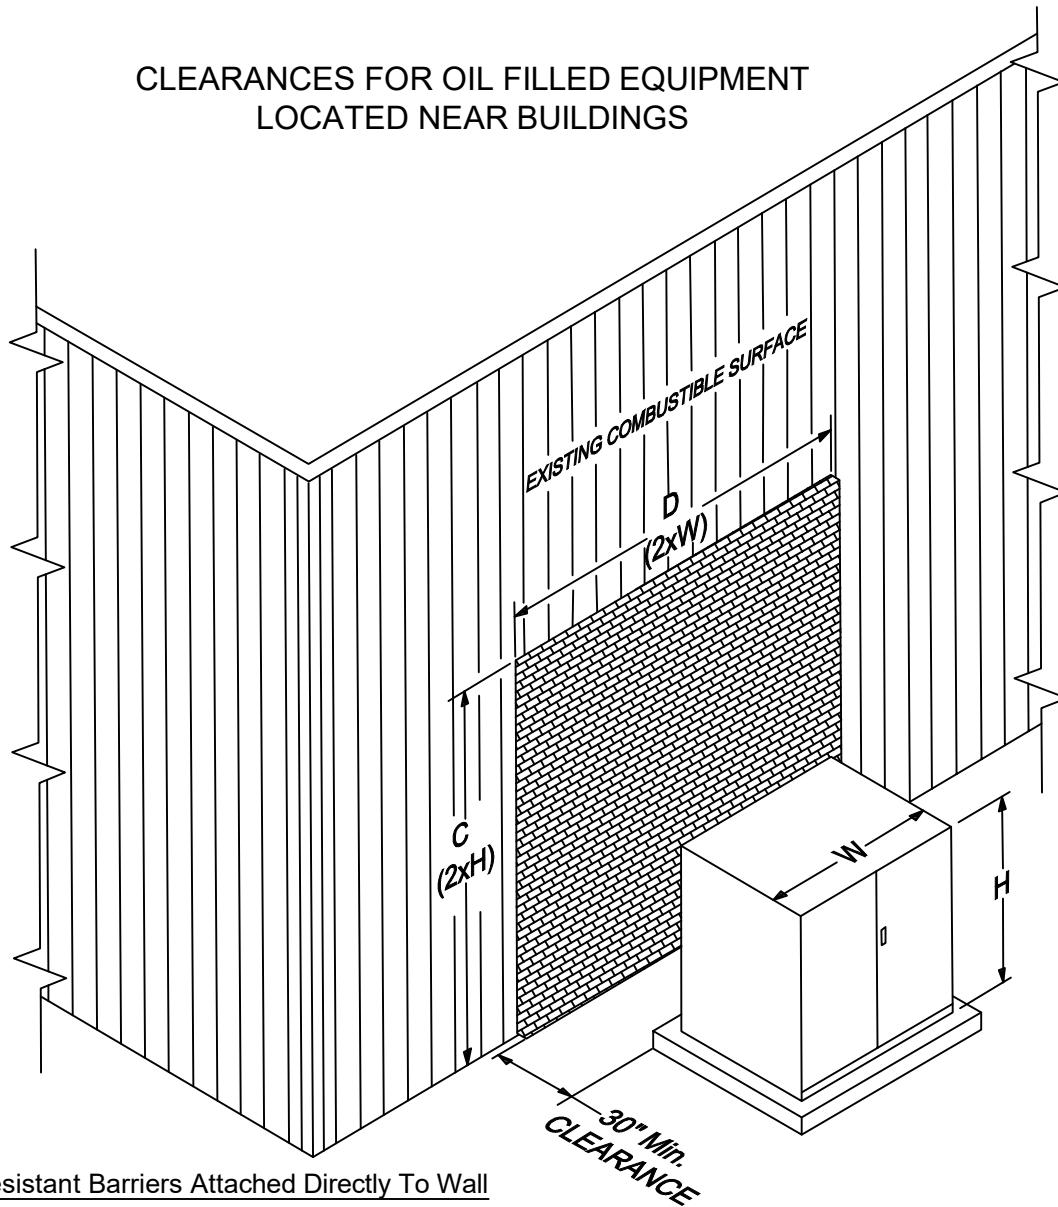 CLEARANCES FOR OIL FILLED EQUIPMENT
LOCATED NEAR BUILDINGS
EXISTING COMBUSTIBLE SURFACE
D
(2xW)
C
(2xH)
W
H
30" Min.
CLEARANCE
esistant Barriers Attached Directly To Wall